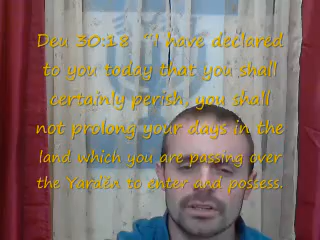 Deu 30:18 “I have declared
to you today that you shall
certainly perish, you shall
not prolong your days in the
land which you are passing over
the Yardĕn to enter and possess.